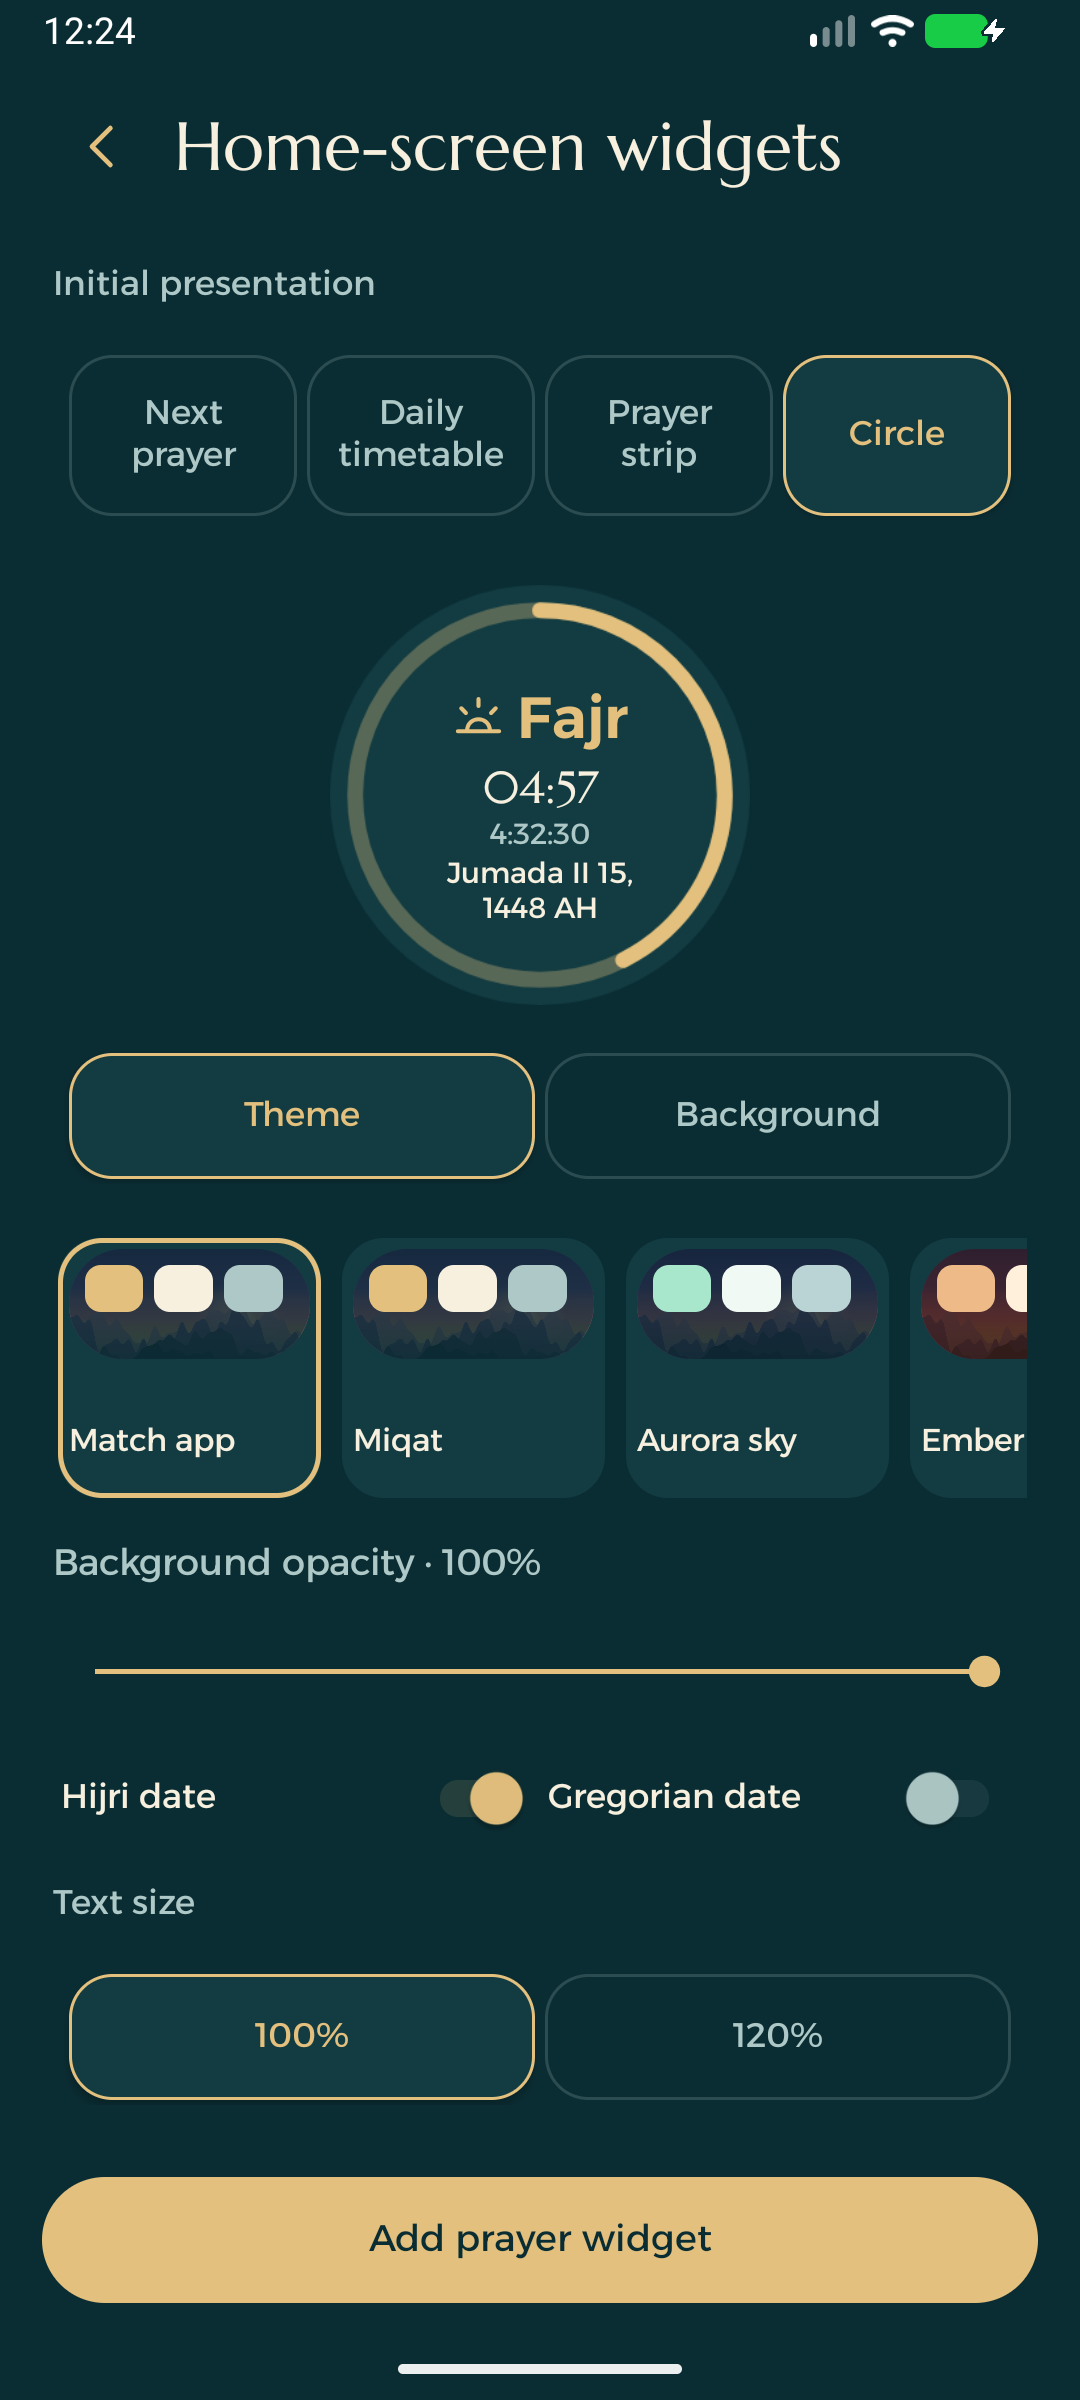 12:24
Home-screen widgets
Initial presentation
Next
prayer
Daily
timetable
Prayer
strip
Circle
Fajr
04:57
4:32:30
Jumada II 15,
1448 AH
Theme
Background
Match app
Miqat
Aurora sky
Ember
Background opacity · 100%
Hijri date
Gregorian date
Text size
100%
120%
Add prayer widget